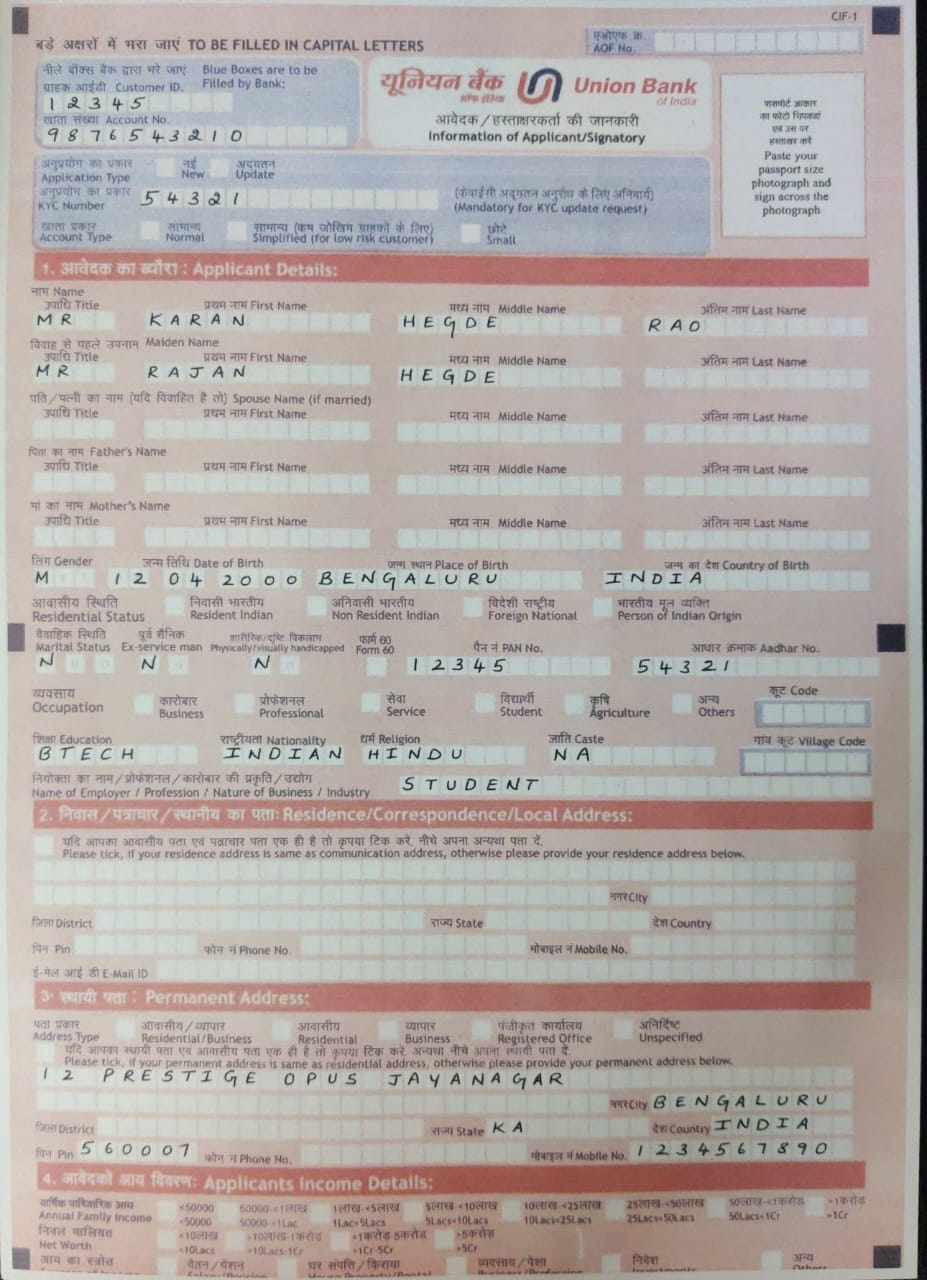 CIF-1
बड़े अक्षरों में भरा जाएं TO BE FILLED IN CAPITAL LETTERS
एओएफ क्र.
AOF No.
नीले बॉक्स बैंक द्वारा भरे जाएं Blue Boxes are to be
ग्राहक आईडी Customer ID. Filled by Bank:
12345
खाता संख्या Account No.
9876543210
यूनियन बैंक Union Bank
ऑफ इंडिया of India
आवेदक/हस्ताक्षरकर्ता की जानकारी
Information of Applicant/Signatory
पासपोर्ट आकार
का फोटो चिपकाएं
एवं उस पर
हस्ताक्षर करें
Paste your
passport size
photograph and
sign across the
photograph
अनुप्रयोग का प्रकार नई अद्यतन
Application Type New Update
अनुप्रयोग का प्रकार
KYC Number 54321
(केवाईसी अद्यतन अनुरोध के लिए अनिवार्य)
(Mandatory for KYC update request)
खाता प्रकार सामान्य सामान्य (कम जोखिम ग्राहकों के लिए) छोटे
Account Type Normal Simplified (for low risk customer) Small
1. आवेदक का ब्यौरा : Applicant Details:
नाम Name
उपाधि Title प्रथम नाम First Name मध्य नाम Middle Name अंतिम नाम Last Name
MR KARAN HEGDE RAO
विवाह से पहले उपनाम Maiden Name
उपाधि Title प्रथम नाम First Name मध्य नाम Middle Name अंतिम नाम Last Name
MR RAJAN HEGDE
पति/पत्नी का नाम (यदि विवाहित है तो) Spouse Name (if married)
उपाधि Title प्रथम नाम First Name मध्य नाम Middle Name अंतिम नाम Last Name
पिता का नाम Father's Name
उपाधि Title प्रथम नाम First Name मध्य नाम Middle Name अंतिम नाम Last Name
मां का नाम Mother's Name
उपाधि Title प्रथम नाम First Name मध्य नाम Middle Name अंतिम नाम Last Name
लिंग Gender जन्म तिथि Date of Birth जन्म स्थान Place of Birth जन्म का देश Country of Birth
M 12 04 2000 BENGALURU INDIA
आवासीय स्थिति निवासी भारतीय अनिवासी भारतीय विदेशी राष्ट्रीय भारतीय मूल व्यक्ति
Residential Status Resident Indian Non Resident Indian Foreign National Person of Indian Origin
वैवाहिक स्थिति पूर्व सैनिक शारीरिक/दृष्टि विकलांग फार्म 60 पैन नं PAN No. आधार क्रमांक Aadhar No.
Marital Status Ex-service man Physically/visually handicapped Form 60
N N N 12345 54321
व्यवसाय कारोबार प्रोफेशनल सेवा विद्यार्थी कृषि अन्य कूट Code
Occupation Business Professional Service Student Agriculture Others
शिक्षा Education राष्ट्रीयता Nationality धर्म Religion जाति Caste गांव कूट Village Code
BTECH INDIAN HINDU NA
नियोक्ता का नाम/प्रोफेशनल/कारोबार की प्रकृति/उद्योग
Name of Employer / Profession / Nature of Business / Industry STUDENT
2. निवास/पत्राचार/स्थानीय का पता: Residence/Correspondence/Local Address:
यदि आपका आवासीय पता एवं पत्राचार पता एक ही है तो कृपया टिक करें, नीचे अपना अन्यथा पता दें.
Please tick, if your residence address is same as communication address, otherwise please provide your residence address below.
नगर City
जिला District राज्य State देश Country
पिन Pin फोन नं Phone No. मोबाइल नं Mobile No.
ई-मेल आई डी E-Mail ID
3- स्थायी पता : Permanent Address:
पता प्रकार आवासीय/व्यापार आवासीय व्यापार पंजीकृत कार्यालय अनिर्दिष्ट
Address Type Residential/Business Residential Business Registered Office Unspecified
यदि आपका स्थायी पता एवं आवासीय पता एक ही है तो कृपया टिक करें, अन्यथा नीचे अपना स्थायी पता दें.
Please tick, if your permanent address is same as residential address, otherwise please provide your permanent address below.
12 PRESTIGE OPUS JAYANAGAR
नगर City BENGALURU
जिला District राज्य State KA देश Country INDIA
पिन Pin 560007 फोन नं Phone No. मोबाइल नं Mobile No. 1234567890
4. आवेदकों आय विवरण: Applicants Income Details:
वार्षिक पारिवारिक आय <50000 50000-<1लाख 1लाख-<5लाख 5लाख-<10लाख 10लाख-<25लाख 25लाख-<50लाख 50लाख-<1करोड़ >1करोड़
Annual Family Income <50000 50000-<1Lac 1Lac<5Lacs 5Lacs<10Lacs 10Lacs<25Lacs 25Lacs<50Lacs 50Lacs<1Cr >1Cr
निवल मालियत <10लाख >10लाख-1करोड़ >1करोड़ 5करोड़ >5करोड़
Net Worth <10Lacs >10Lacs-1Cr >1Cr 5Cr >5Cr
आय का स्त्रोत वेतन/पेंशन घर संपत्ति/किराया व्यवसाय/पेशा निवेश अन्य